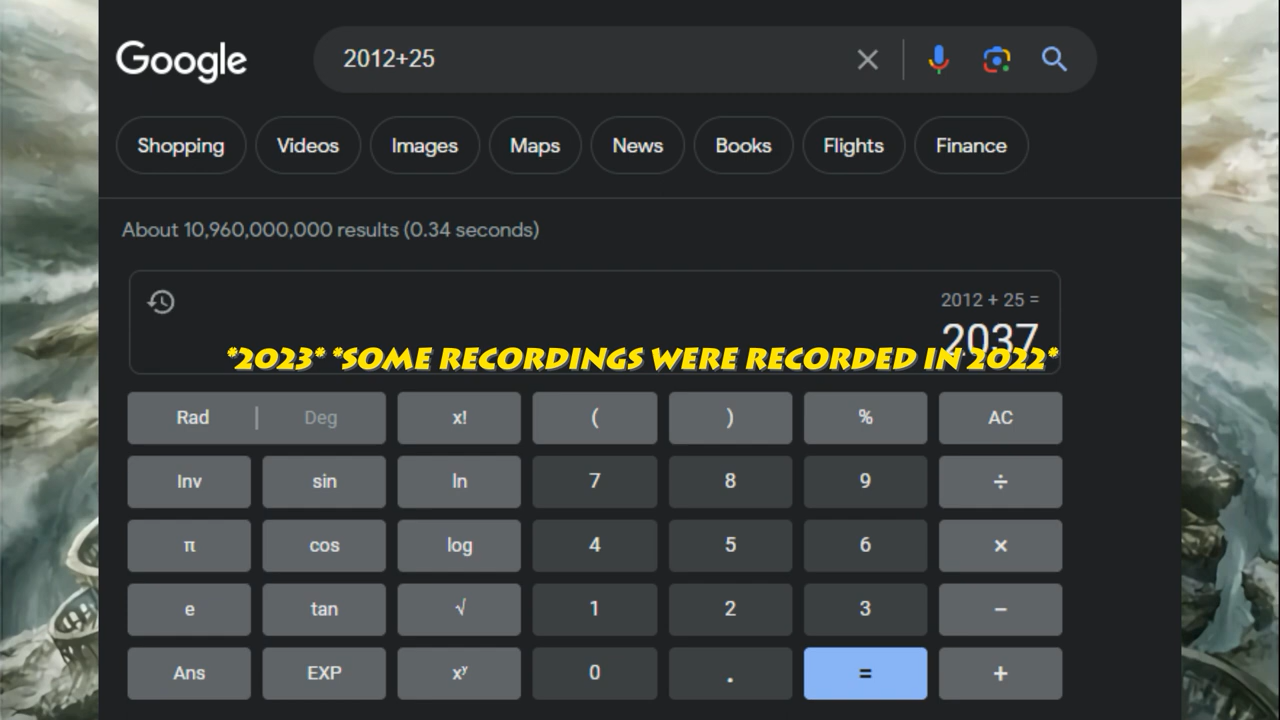 Google
2012+25
Shopping Videos Images Maps News Books Flights Finance
About 10,960,000,000 results (0.34 seconds)
2012 + 25 =
2037
*2023* *SOME RECORDINGS WERE RECORDED IN 2022*
Rad | Deg x! ( ) % AC
Inv sin ln 7 8 9 ÷
π cos log 4 5 6 ×
e tan √ 1 2 3 −
Ans EXP xʸ 0 . = +